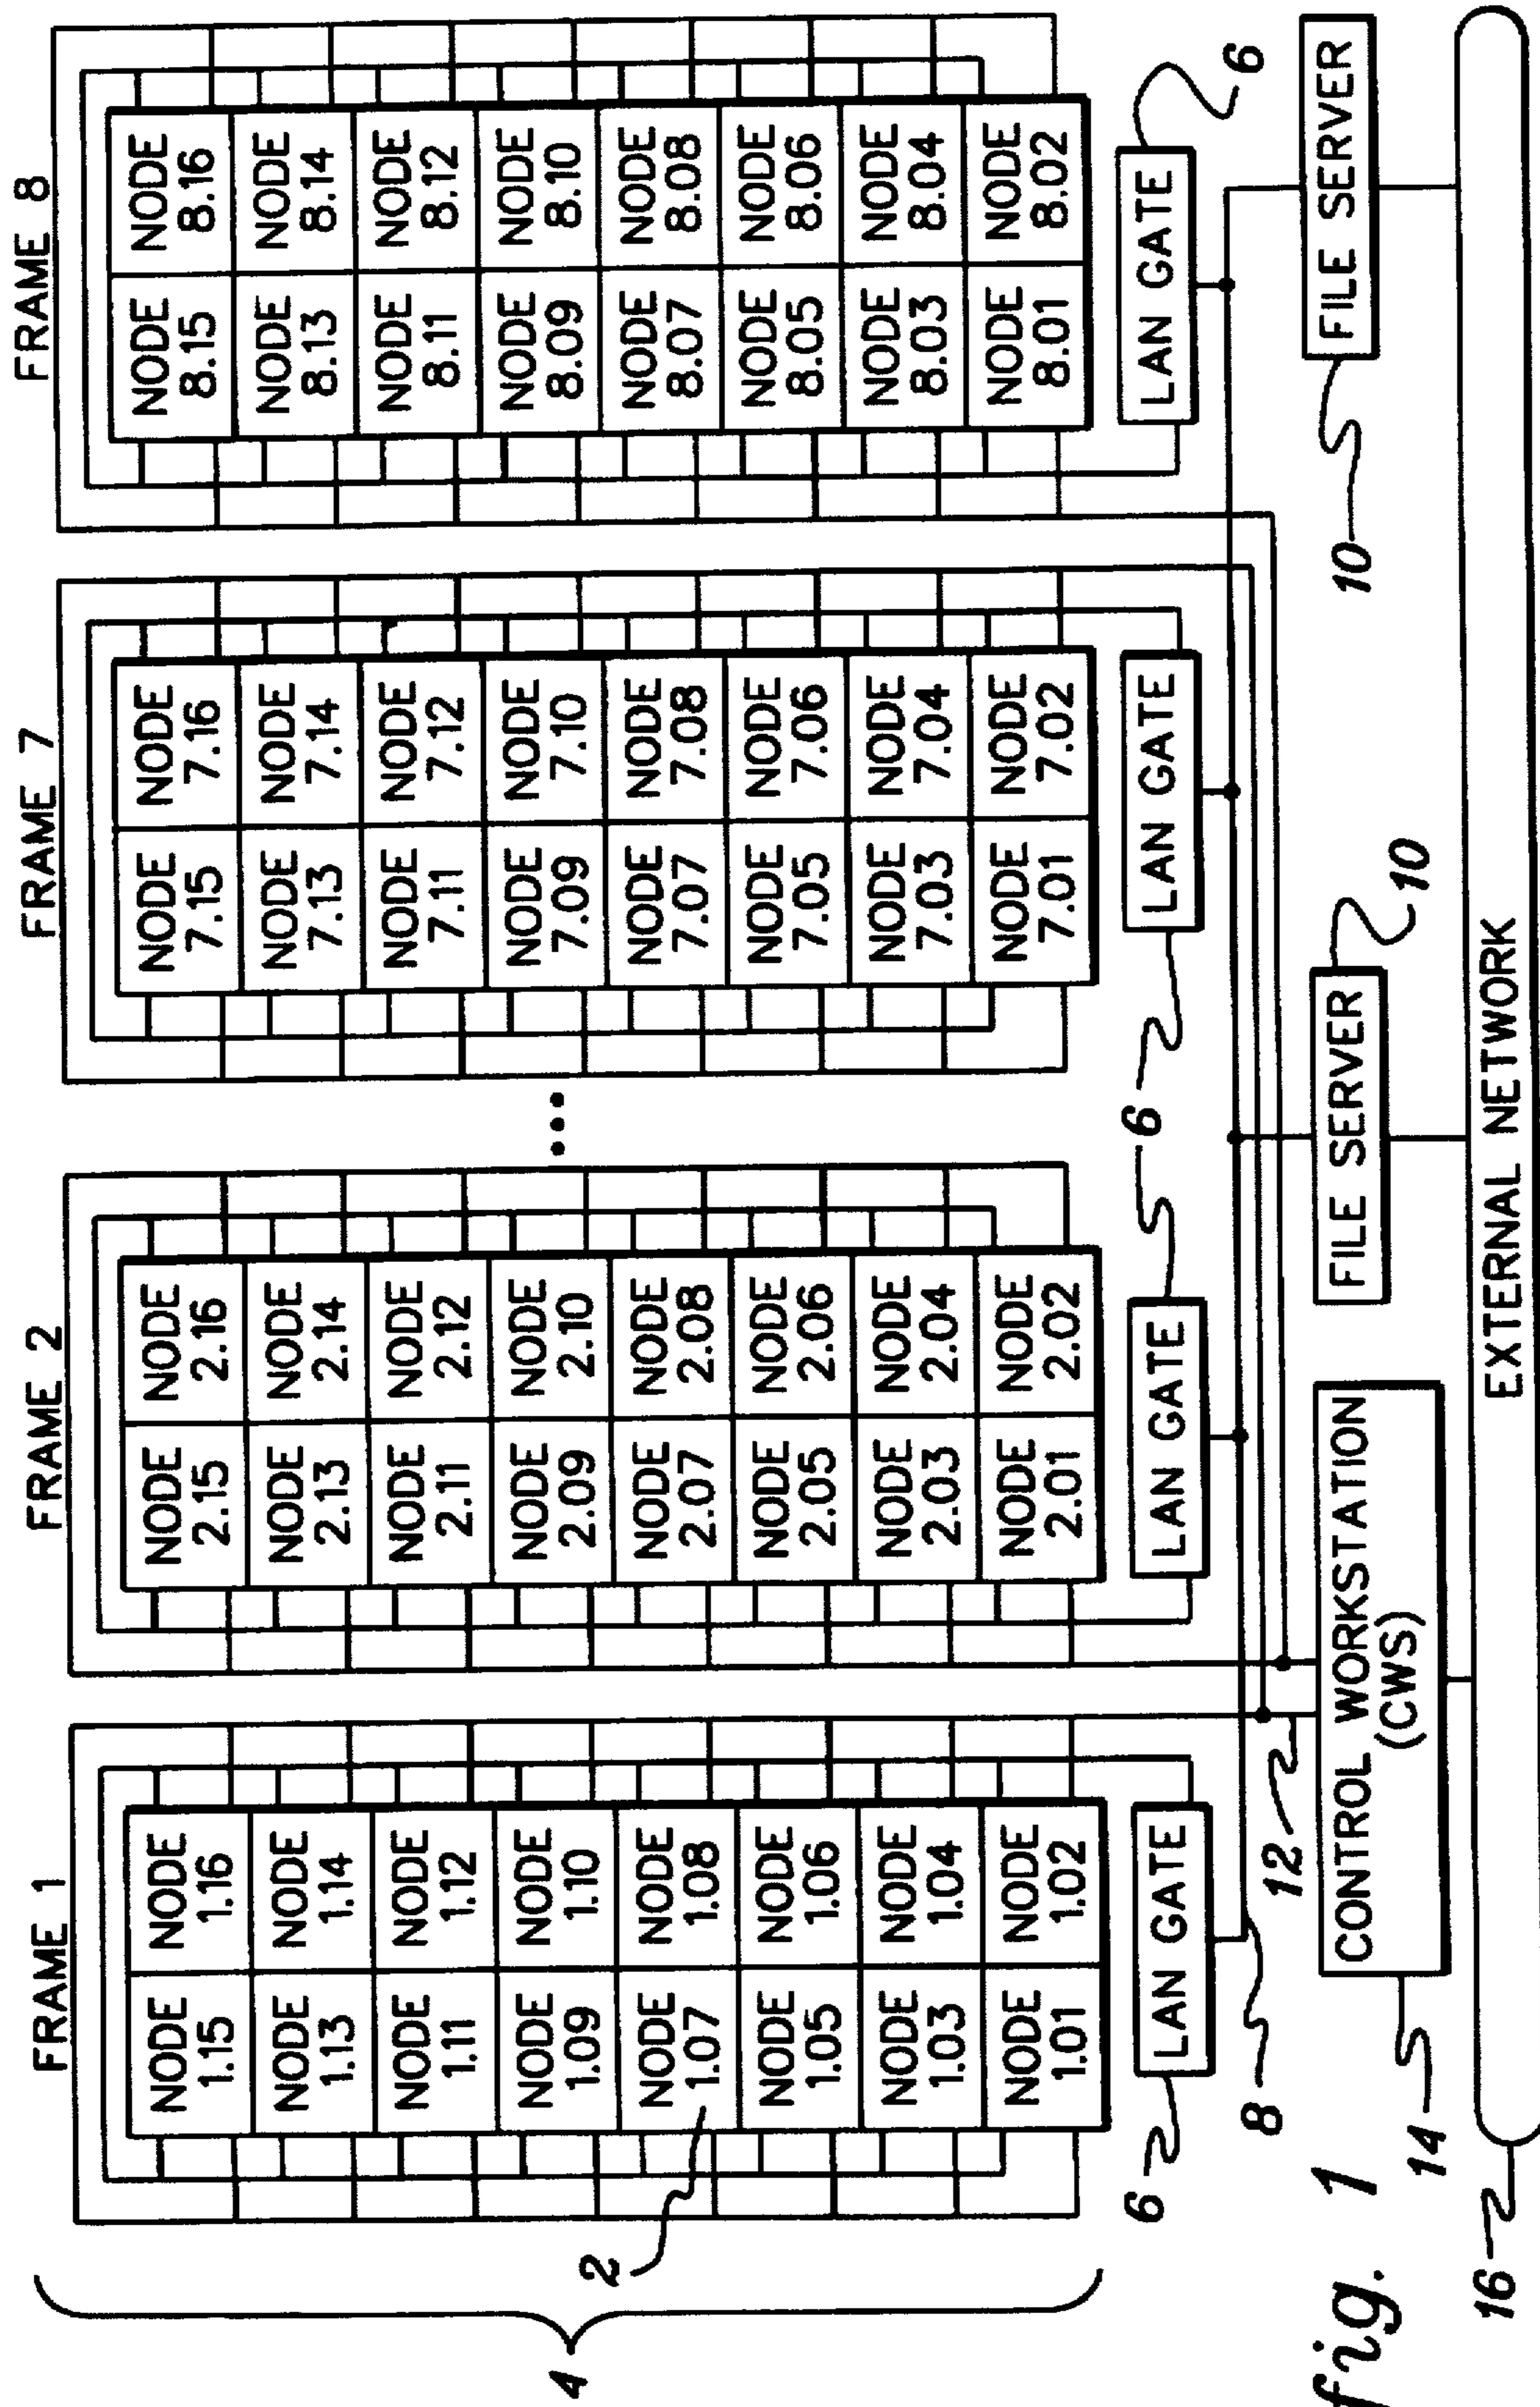 FRAME 1
NODE 1.15
NODE 1.16
NODE 1.13
NODE 1.14
NODE 1.11
NODE 1.12
NODE 1.09
NODE 1.10
NODE 1.07
NODE 1.08
NODE 1.05
NODE 1.06
NODE 1.03
NODE 1.04
NODE 1.01
NODE 1.02
LAN GATE
FRAME 2
NODE 2.15
NODE 2.16
NODE 2.13
NODE 2.14
NODE 2.11
NODE 2.12
NODE 2.09
NODE 2.10
NODE 2.07
NODE 2.08
NODE 2.05
NODE 2.06
NODE 2.03
NODE 2.04
NODE 2.01
NODE 2.02
LAN GATE
...
FRAME 7
NODE 7.15
NODE 7.16
NODE 7.13
NODE 7.14
NODE 7.11
NODE 7.12
NODE 7.09
NODE 7.10
NODE 7.07
NODE 7.08
NODE 7.05
NODE 7.06
NODE 7.03
NODE 7.04
NODE 7.01
NODE 7.02
LAN GATE
FRAME 8
NODE 8.15
NODE 8.16
NODE 8.13
NODE 8.14
NODE 8.11
NODE 8.12
NODE 8.09
NODE 8.10
NODE 8.07
NODE 8.08
NODE 8.05
NODE 8.06
NODE 8.03
NODE 8.04
NODE 8.01
NODE 8.02
LAN GATE
4
2
6
8
12
6
6
10
10
CONTROL WORKSTATION
(CWS)
FILE SERVER
FILE SERVER
14
EXTERNAL NETWORK
16
fig. 1